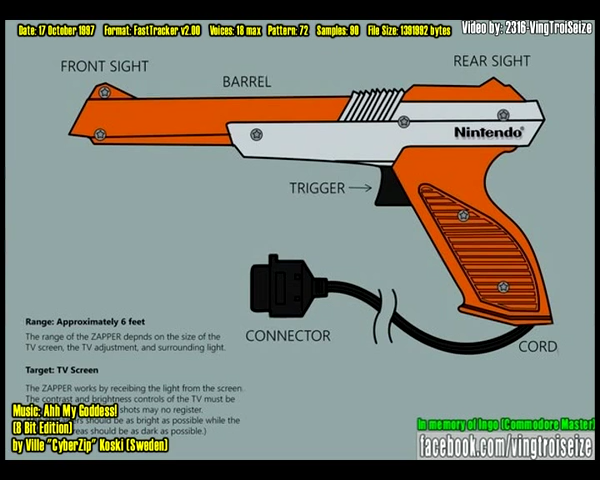 Date: 17 October 1997 Format: FastTracker v2.00 Voices: 18 max Pattern: 72 Samples: 90 File Size: 1391992 bytes
Video by: 2316-VingTroiSeize
FRONT SIGHT
BARREL
REAR SIGHT
Nintendo®
TRIGGER
CONNECTOR
CORD
Range: Approximately 6 feet
The range of the ZAPPER depnds on the size of the
TV screen, the TV adjustment, and surrounding light.
Target: TV Screen
The ZAPPER works by receibing the light from the screen.
The contrast and brightness controls of the TV must be
shots may no register.
should be as bright as possible while the
areas should be as dark as possible.)
Music: Ahh My Goddess!
(8 Bit Edition)
by Ville "CyberZip" Koski (Sweden)
In memory of Ingo (Commodore Master)
facebook.com/vingtroiseize